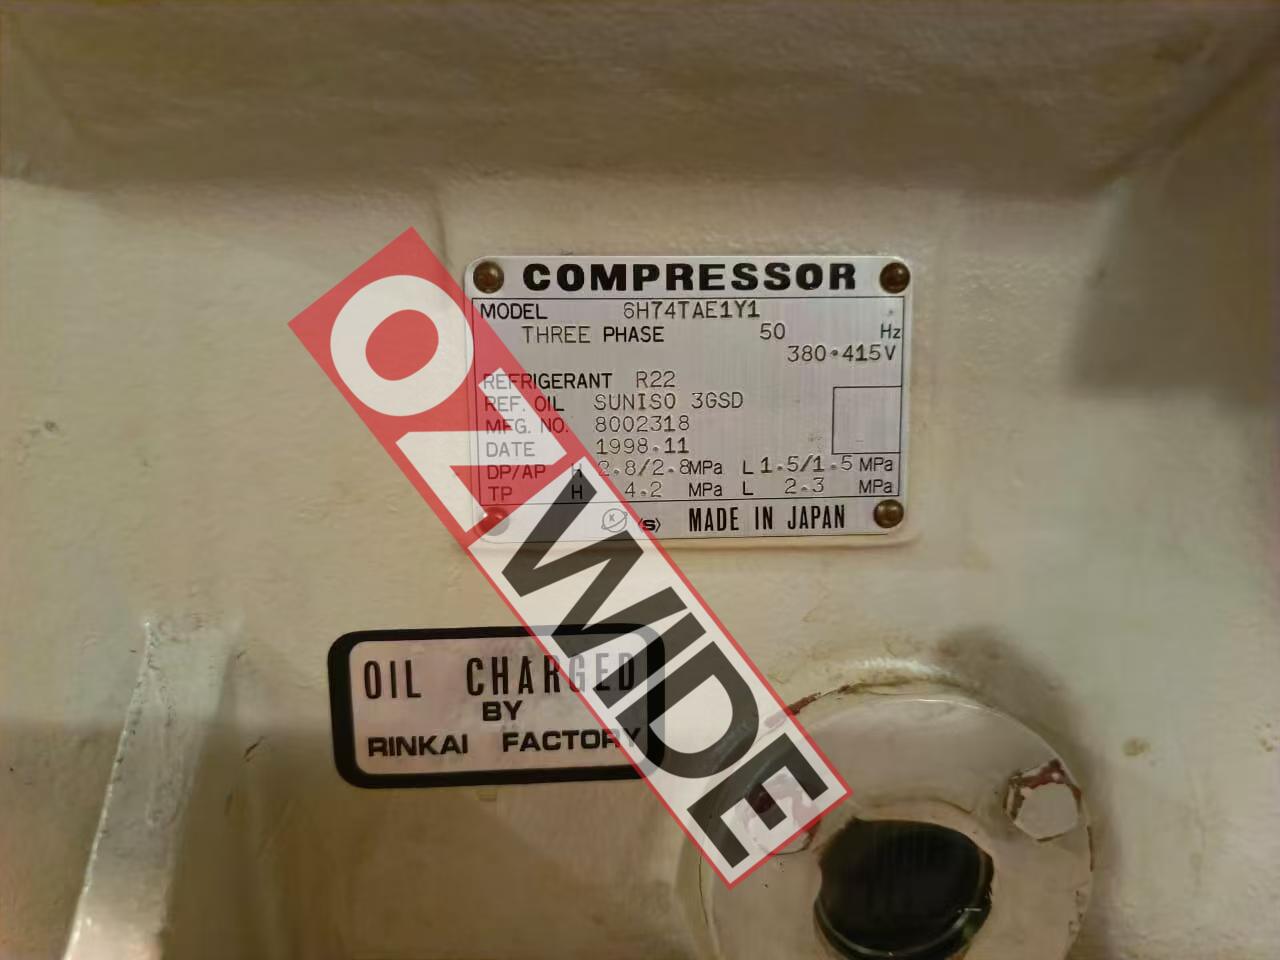 COMPRESSOR
MODEL 6H74TAE1Y1
THREE PHASE 50 Hz
380・415V
REFRIGERANT R22
REF. OIL SUNISO 3GSD
MFG. NO. 8002318
DATE 1998・11
DP/AP H 2.8/2.8MPa L 1.5/1.5 MPa
TP H 4.2 MPa L 2.3 MPa
K ⟨S⟩ MADE IN JAPAN
OZWIDE
OIL CHARGED
BY
RINKAI FACTORY